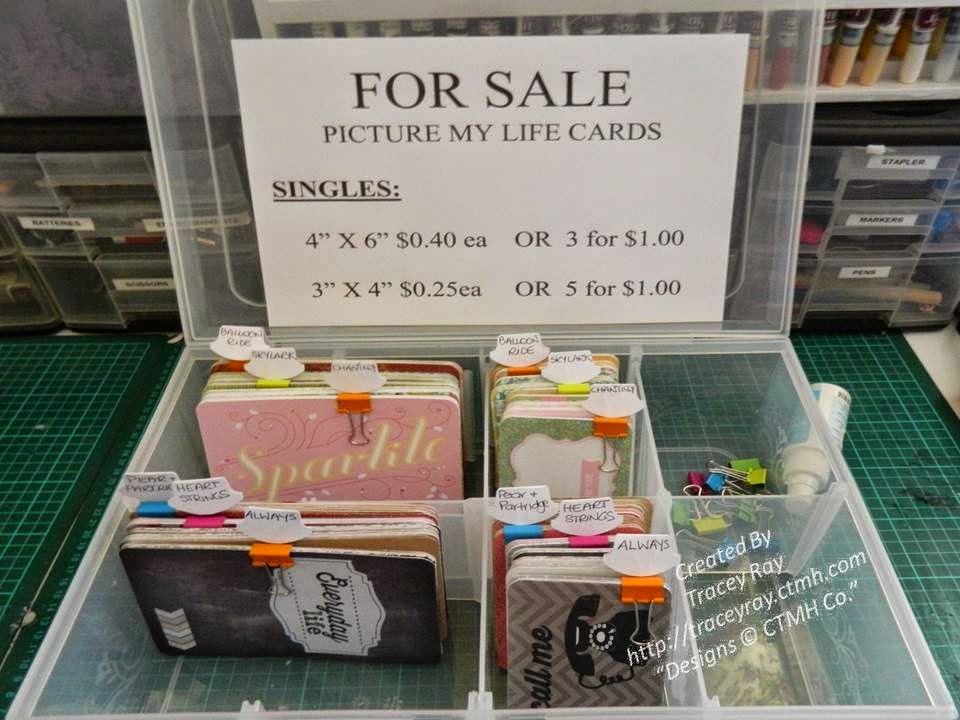 FOR SALE
PICTURE MY LIFE CARDS
SINGLES:
4” X 6” $0.40 ea OR 3 for $1.00
3” X 4” $0.25ea OR 5 for $1.00
BATTERIES
SCISSORS
STAPLER
MARKERS
PENS
BALLOON
RIDE
SKYLARK
CHANTILLY
BALLOON
RIDE
SKYLARK
CHANTILLY
Sparkle
PEAR +
HEART
STRINGS
ALWAYS
Pear +
Partridge
HEART
STRINGS
ALWAYS
Everyday
life
call me
Created By
Tracey Ray
http://traceyray.ctmh.com
“Designs © CTMH Co.”